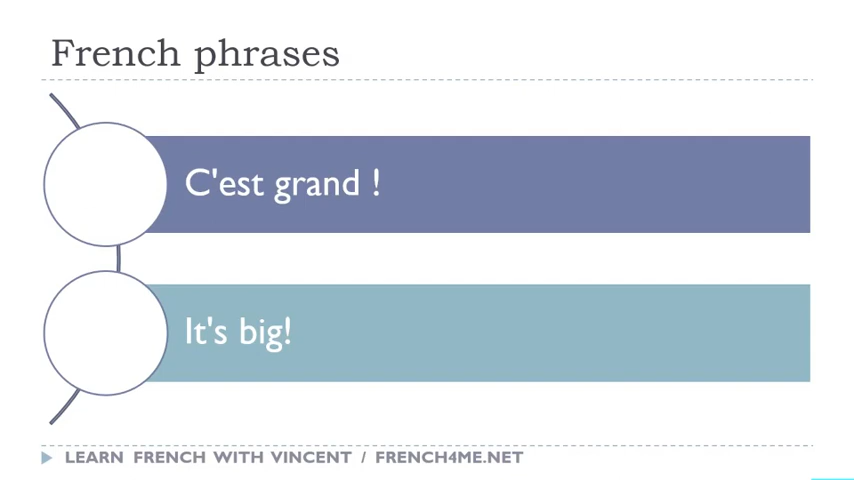 French phrases
C'est grand !
It's big!
LEARN FRENCH WITH VINCENT / FRENCH4ME.NET